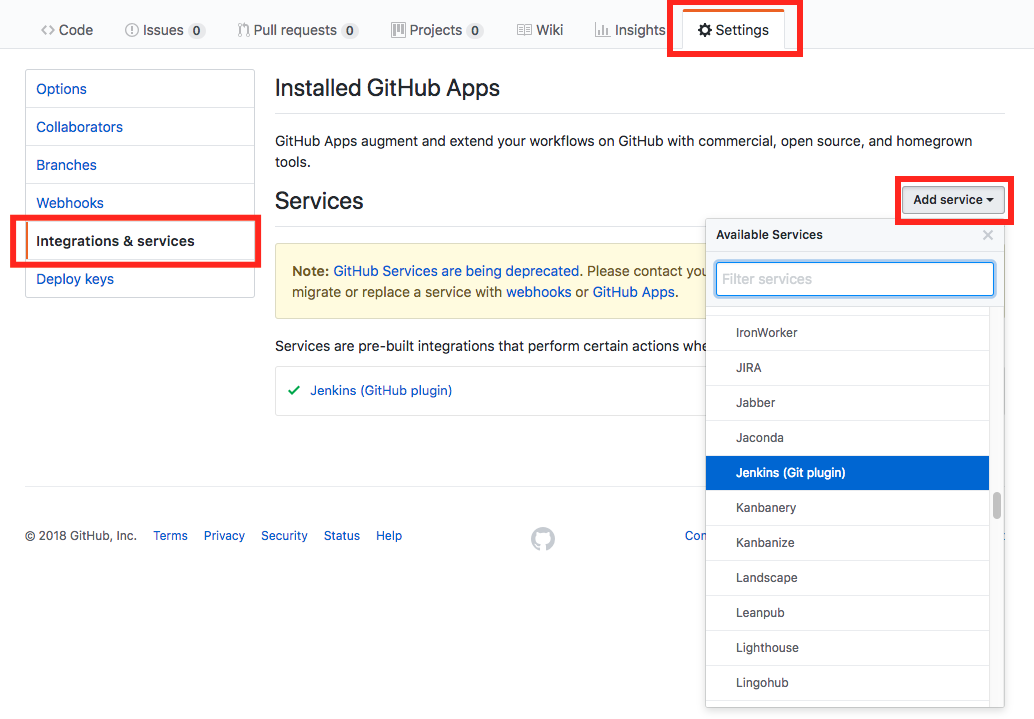 Code Issues 0 Pull requests 0 Projects 0 Wiki Insights Settings
Options
Collaborators
Branches
Webhooks
Integrations & services
Deploy keys
Installed GitHub Apps
GitHub Apps augment and extend your workflows on GitHub with commercial, open source, and homegrown
tools.
Services
Add service
Note: GitHub Services are being deprecated. Please contact you
migrate or replace a service with webhooks or GitHub Apps.
Services are pre-built integrations that perform certain actions whe
Jenkins (GitHub plugin)
Available Services
Filter services
IronWorker
JIRA
Jabber
Jaconda
Jenkins (Git plugin)
Kanbanery
Kanbanize
Landscape
Leanpub
Lighthouse
Lingohub
© 2018 GitHub, Inc. Terms Privacy Security Status Help Con